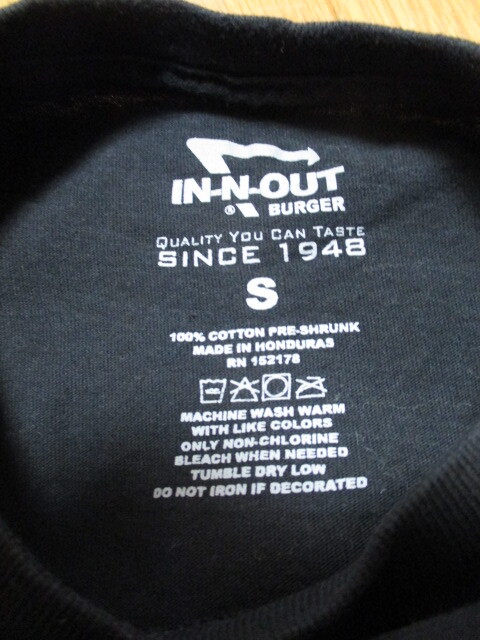 IN-N-OUT
® BURGER
QUALITY YOU CAN TASTE
SINCE 1948
S
100% COTTON PRE-SHRUNK
MADE IN HONDURAS
RN 152178
MACHINE WASH WARM
WITH LIKE COLORS
ONLY NON-CHLORINE
BLEACH WHEN NEEDED
TUMBLE DRY LOW
DO NOT IRON IF DECORATED